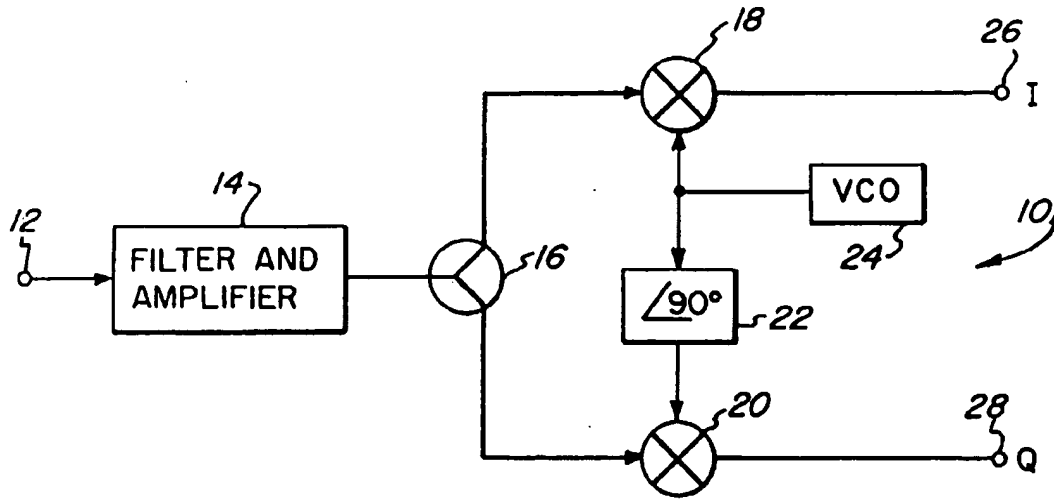 18
26
I
14
VCO
12
10
FILTER AND
AMPLIFIER
16
24
∠90°
22
20
28
Q